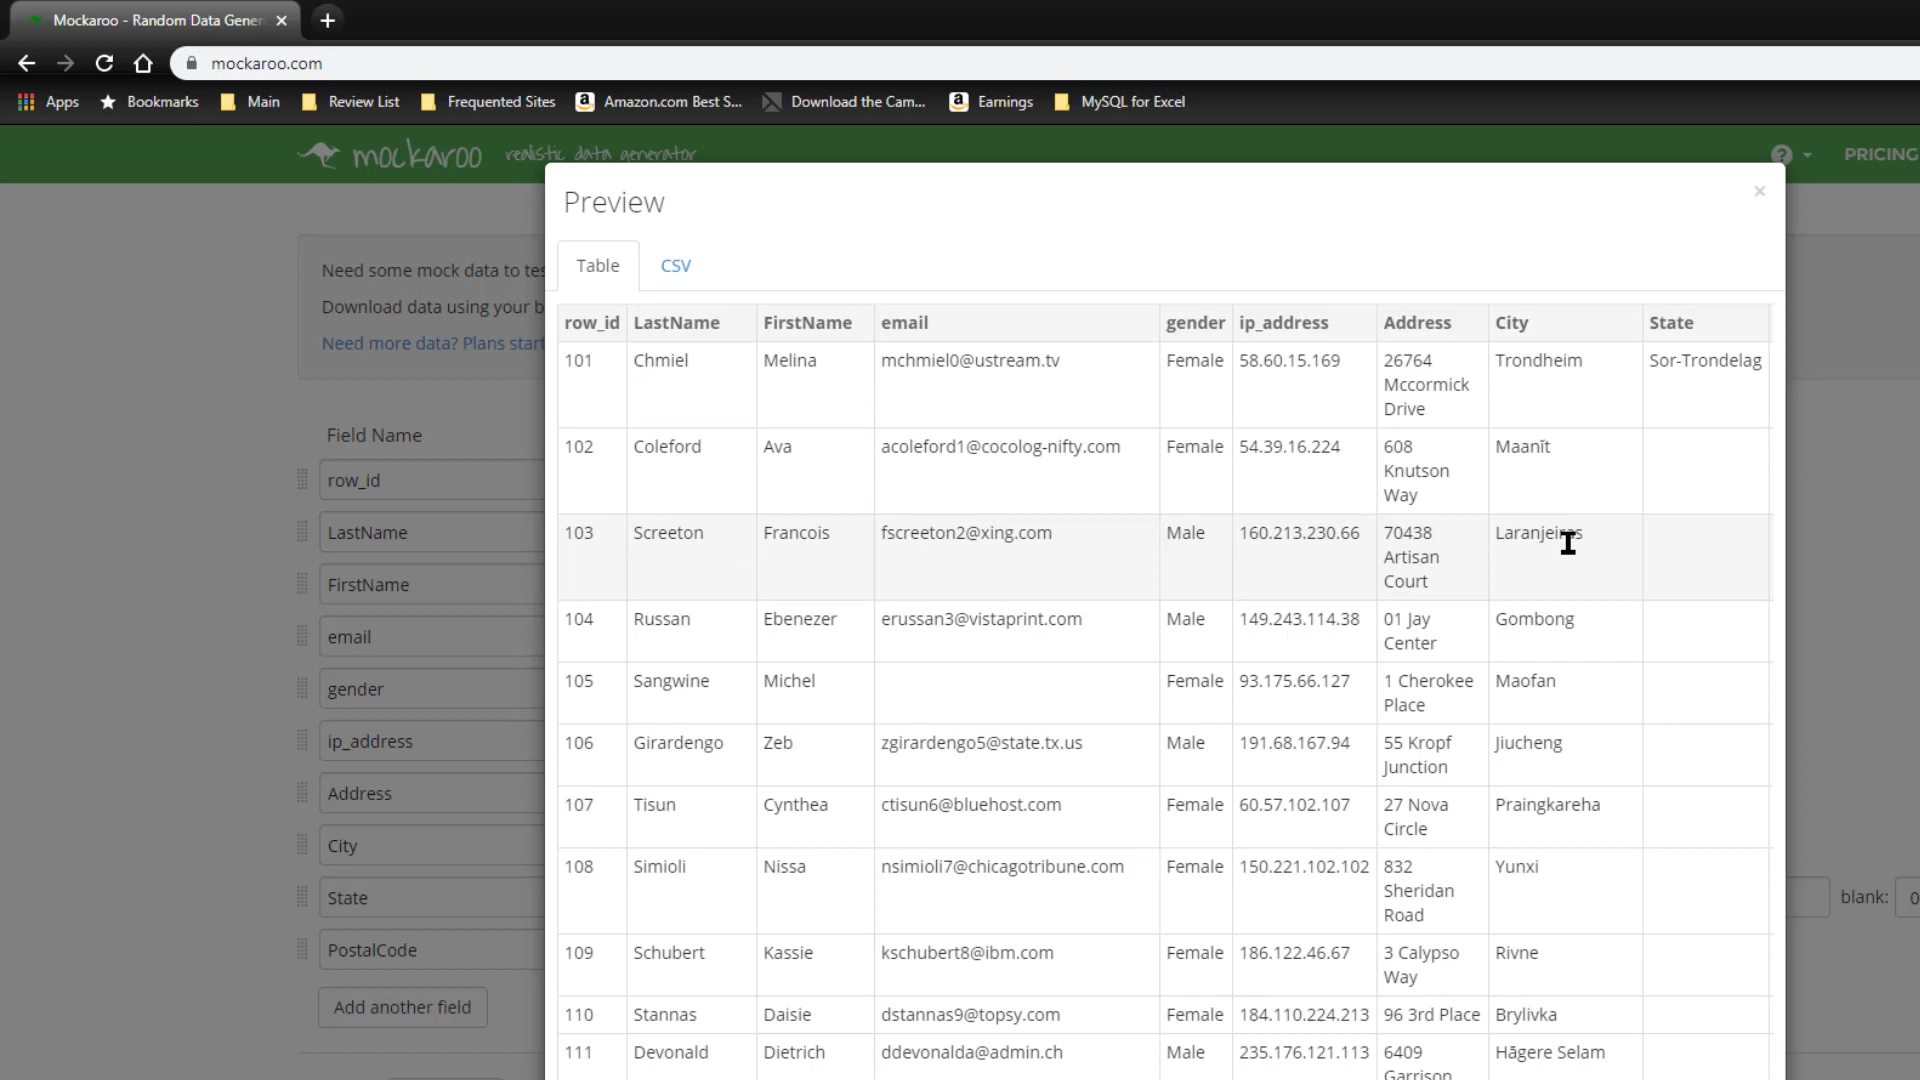 Mockaroo - Random Data Gener
mockaroo.com
Apps Bookmarks Main Review List Frequented Sites Amazon.com Best S... Download the Cam... Earnings MySQL for Excel
mockaroo realistic data generator
PRICING
Preview
Table CSV
Need some mock data to tes
Download data using your b
Need more data? Plans start
Field Name
row_id
LastName
FirstName
email
gender
ip_address
Address
City
State
PostalCode
Add another field
blank: 0
row_id LastName FirstName email gender ip_address Address City State
101 Chmiel Melina mchmiel0@ustream.tv Female 58.60.15.169 26764 Trondheim Sor-Trondelag
Mccormick
Drive
102 Coleford Ava acoleford1@cocolog-nifty.com Female 54.39.16.224 608 Maanĭt
Knutson
Way
103 Screeton Francois fscreeton2@xing.com Male 160.213.230.66 70438 Laranjeiras
Artisan
Court
104 Russan Ebenezer erussan3@vistaprint.com Male 149.243.114.38 01 Jay Gombong
Center
105 Sangwine Michel Female 93.175.66.127 1 Cherokee Maofan
Place
106 Girardengo Zeb zgirardengo5@state.tx.us Male 191.68.167.94 55 Kropf Jiucheng
Junction
107 Tisun Cynthea ctisun6@bluehost.com Female 60.57.102.107 27 Nova Praingkareha
Circle
108 Simioli Nissa nsimioli7@chicagotribune.com Female 150.221.102.102 832 Yunxi
Sheridan
Road
109 Schubert Kassie kschubert8@ibm.com Female 186.122.46.67 3 Calypso Rivne
Way
110 Stannas Daisie dstannas9@topsy.com Female 184.110.224.213 96 3rd Place Brylivka
111 Devonald Dietrich ddevonalda@admin.ch Male 235.176.121.113 6409 Hāgere Selam
Garrison